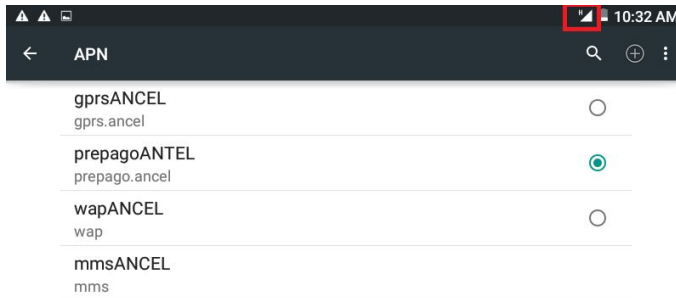 H
10:32 AM
APN
gprsANCEL
gprs.ancel
prepagoANTEL
prepago.ancel
wapANCEL
wap
mmsANCEL
mms